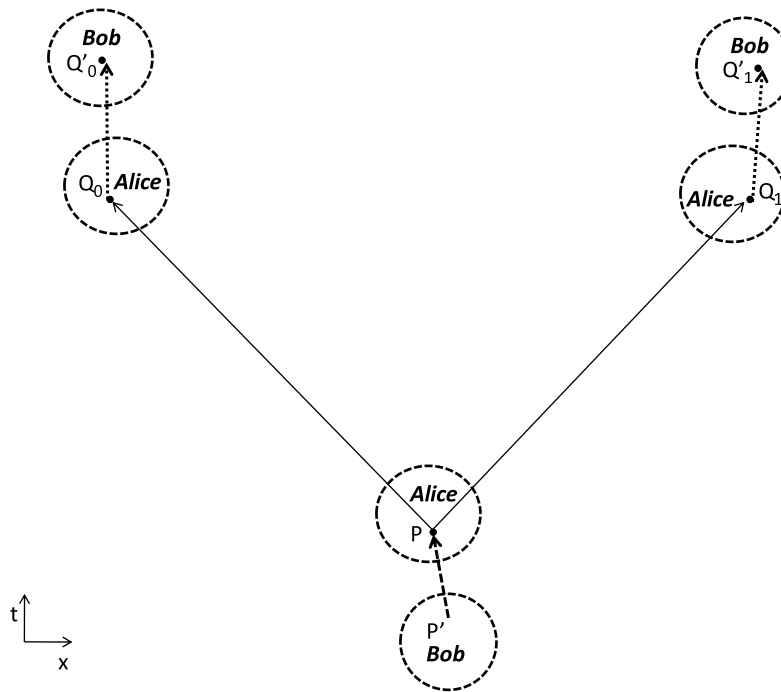 Bob
Q'₀
Bob
Q'₁
Q₀ Alice
Alice Q₁
Alice
P
P'
Bob
t
x